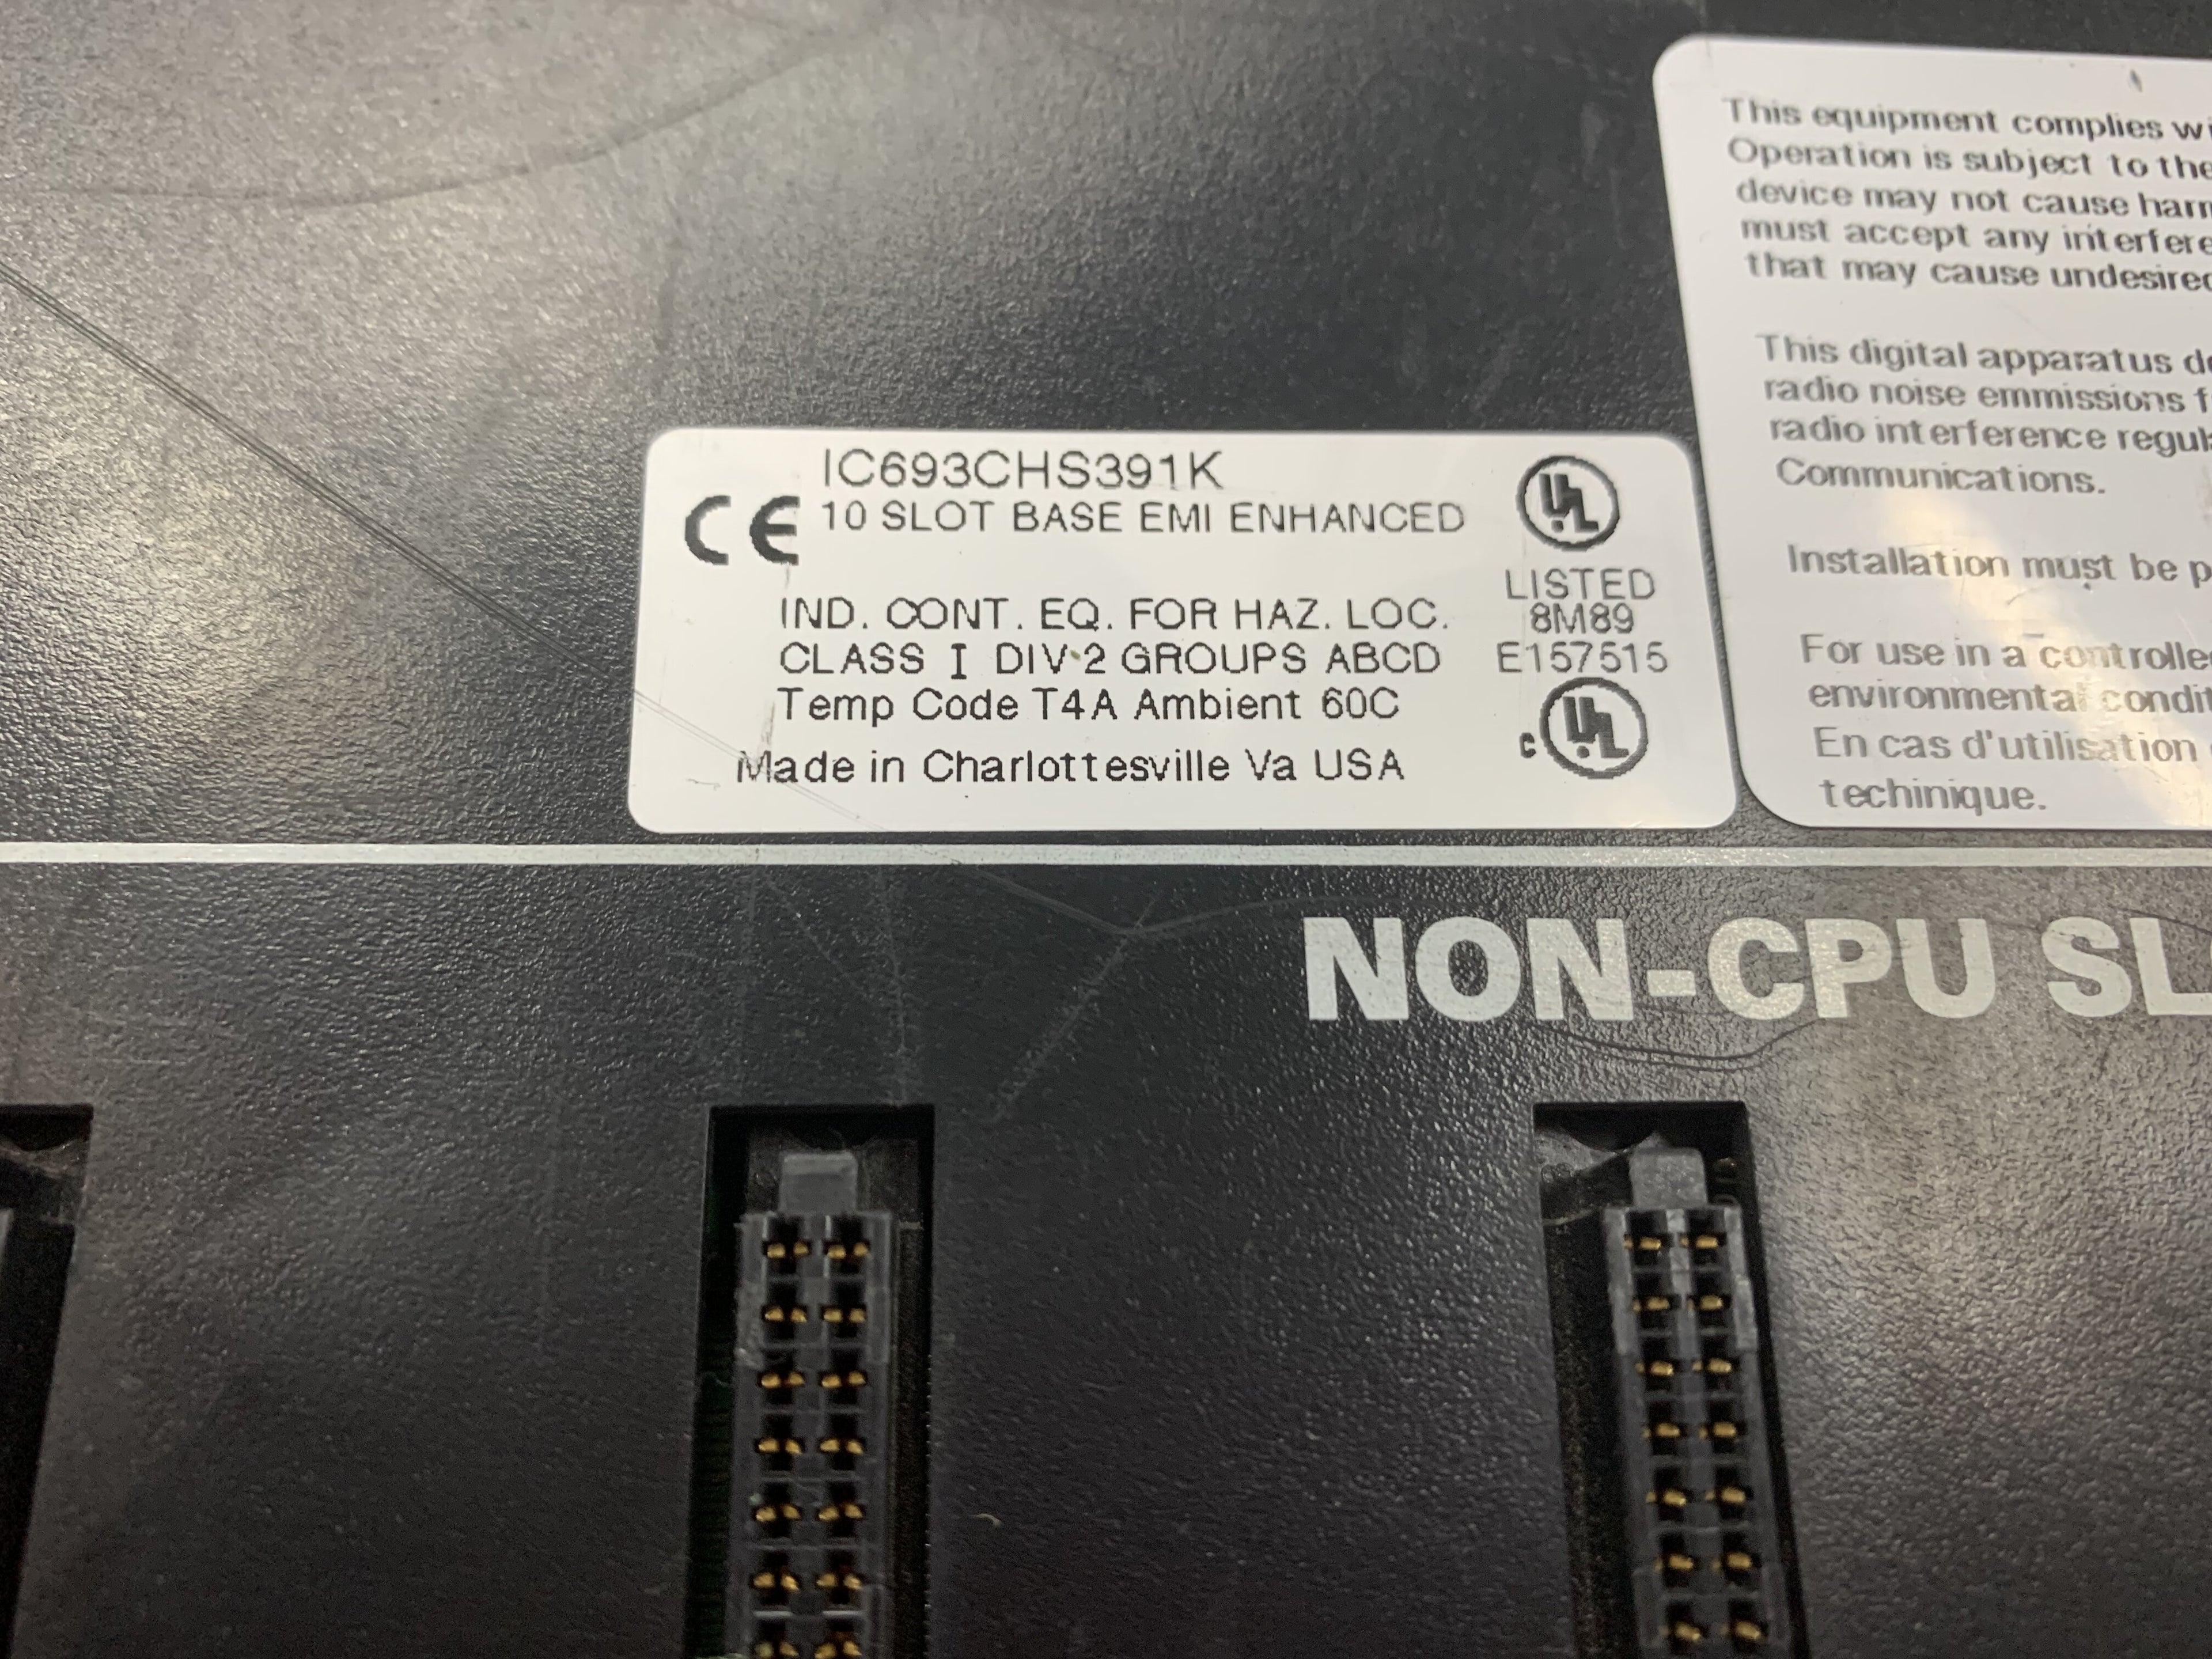 IC693CHS391K
CE 10 SLOT BASE EMI ENHANCED
IND. CONT. EQ. FOR HAZ. LOC.
CLASS I DIV 2 GROUPS ABCD
Temp Code T4A Ambient 60C
Made in Charlottesville Va USA
UL
LISTED
8M89
E157515
c UL
This equipment complies
Operation is subject to the
device may not cause
must accept any
that may cause
This digital apparatus
radio noise emmissions
radio interference
Communications.
Installation must be
For use in a
environmental
En cas d'utilisation
techinique.
NON-CPU